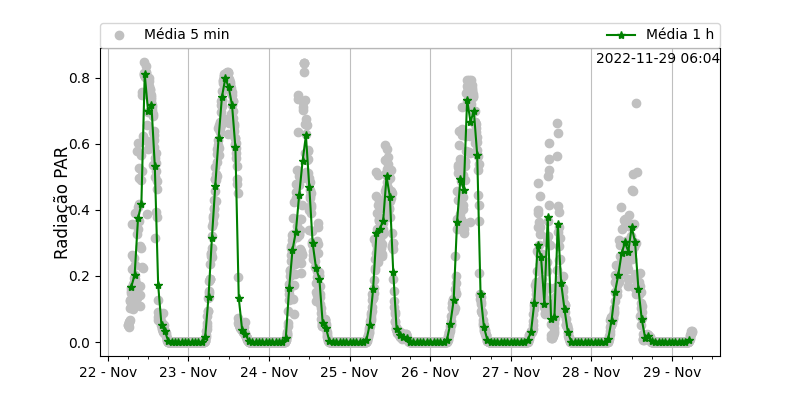 Média 5 min
Média 1 h
2022-11-29 06:04
Radiação PAR
0.8
0.6
0.4
0.2
0.0
22 - Nov
23 - Nov
24 - Nov
25 - Nov
26 - Nov
27 - Nov
28 - Nov
29 - Nov